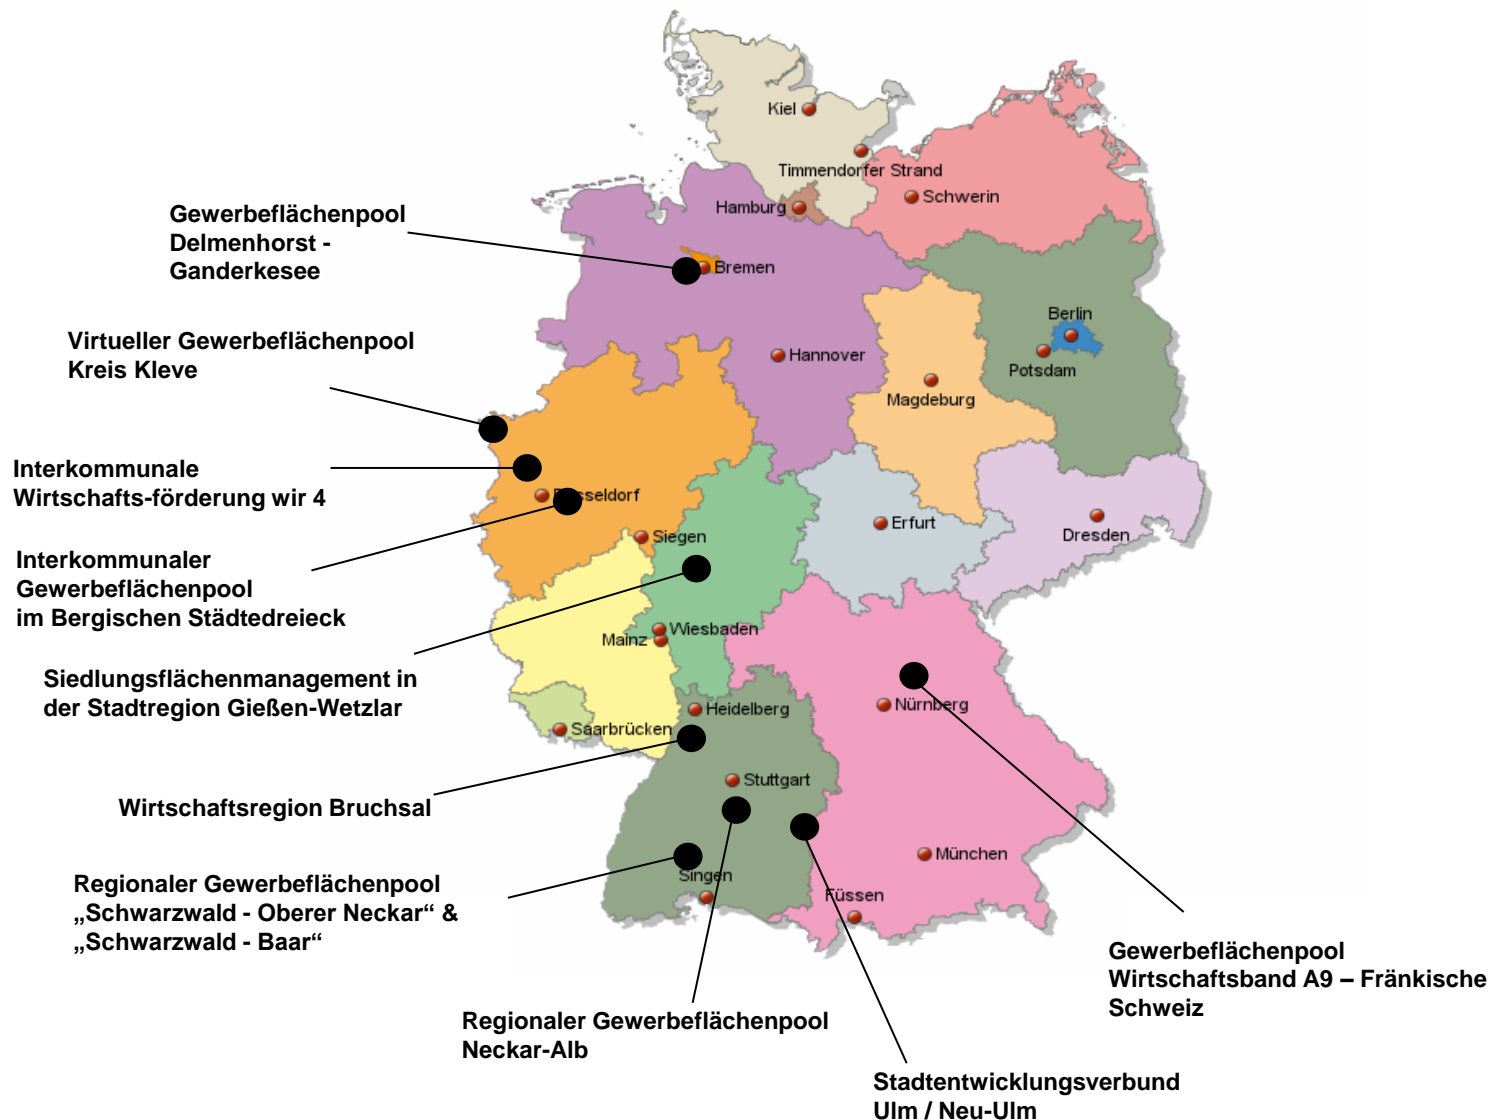 Kiel
Timmendorfer Strand
Schwerin
Hamburg
Gewerbeflächenpool
Delmenhorst -
Ganderkesee
Bremen
Berlin
Potsdam
Virtueller Gewerbeflächenpool
Kreis Kleve
Hannover
Magdeburg
Interkommunale
Wirtschafts-förderung wir 4
Düsseldorf
Erfurt
Dresden
Siegen
Interkommunaler
Gewerbeflächenpool
im Bergischen Städtedreieck
Wiesbaden
Mainz
Siedlungsflächenmanagement in
der Stadtregion Gießen-Wetzlar
Heidelberg
Nürnberg
Saarbrücken
Stuttgart
Wirtschaftsregion Bruchsal
München
Singen
Füssen
Regionaler Gewerbeflächenpool
„Schwarzwald - Oberer Neckar“ &
„Schwarzwald - Baar“
Gewerbeflächenpool
Wirtschaftsband A9 – Fränkische
Schweiz
Regionaler Gewerbeflächenpool
Neckar-Alb
Stadtentwicklungsverbund
Ulm / Neu-Ulm